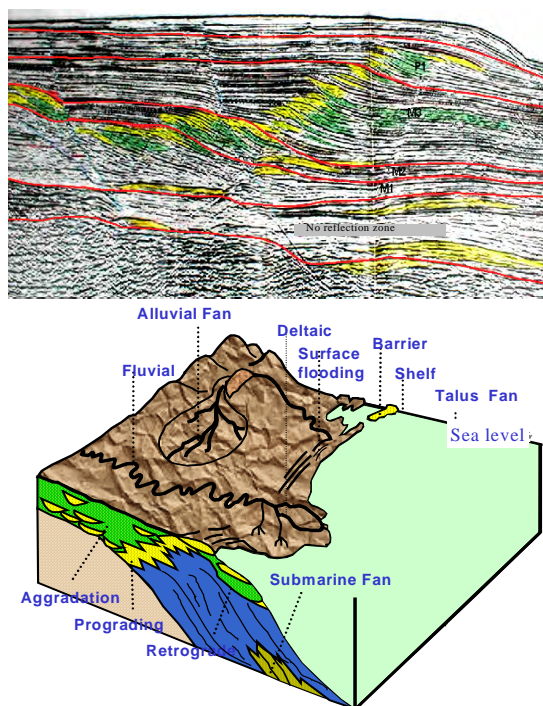 P1
M3
M2
M1
No reflection zone
Alluvial Fan
Deltaic
Barrier
Surface
flooding
Shelf
Fluvial
Talus Fan
Sea level
Submarine Fan
Aggradation
Prograding
Retrograde